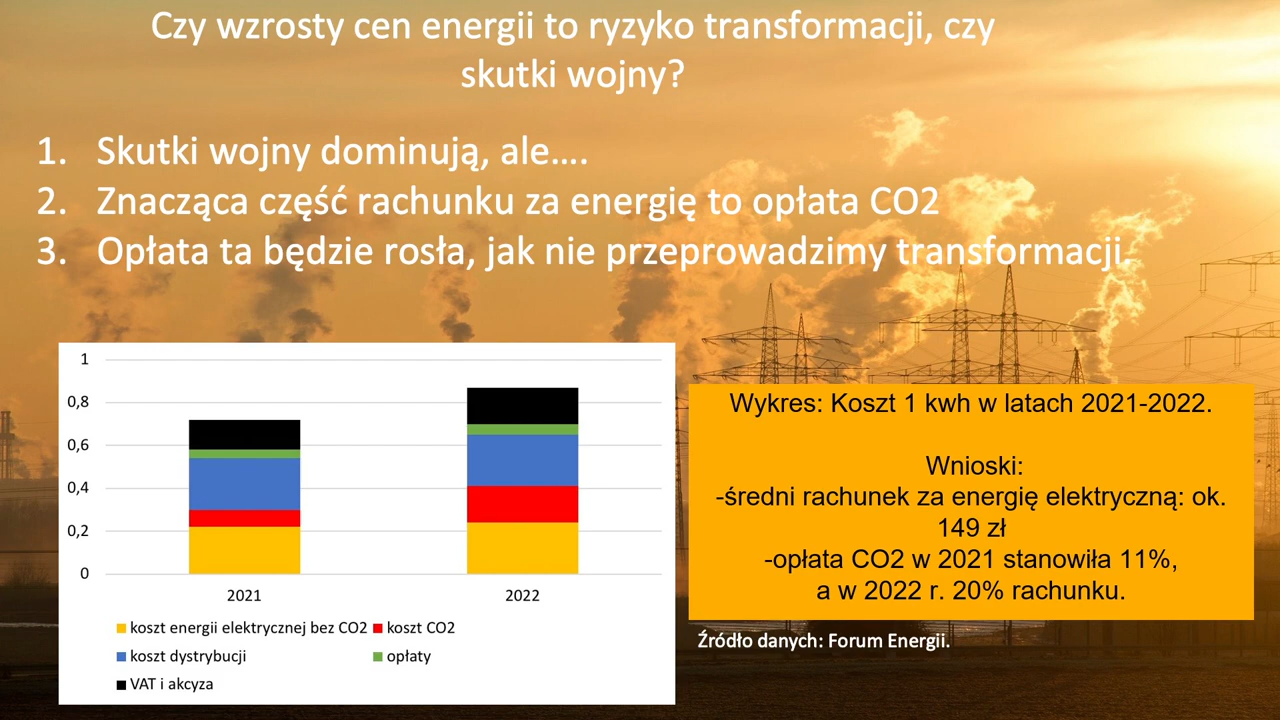 Czy wzrosty cen energii to ryzyko transformacji, czy
skutki wojny?
1. Skutki wojny dominują, ale....
2. Znacząca część rachunku za energię to opłata CO2
3. Opłata ta będzie rosła, jak nie przeprowadzimy transformacji.
1
0,8
0,6
0,4
0,2
0
2021 2022
koszt energii elektrycznej bez CO2 koszt CO2
koszt dystrybucji opłaty
VAT i akcyza
Wykres: Koszt 1 kwh w latach 2021-2022.
Wnioski:
-średni rachunek za energię elektryczną: ok.
149 zł
-opłata CO2 w 2021 stanowiła 11%,
a w 2022 r. 20% rachunku.
Źródło danych: Forum Energii.